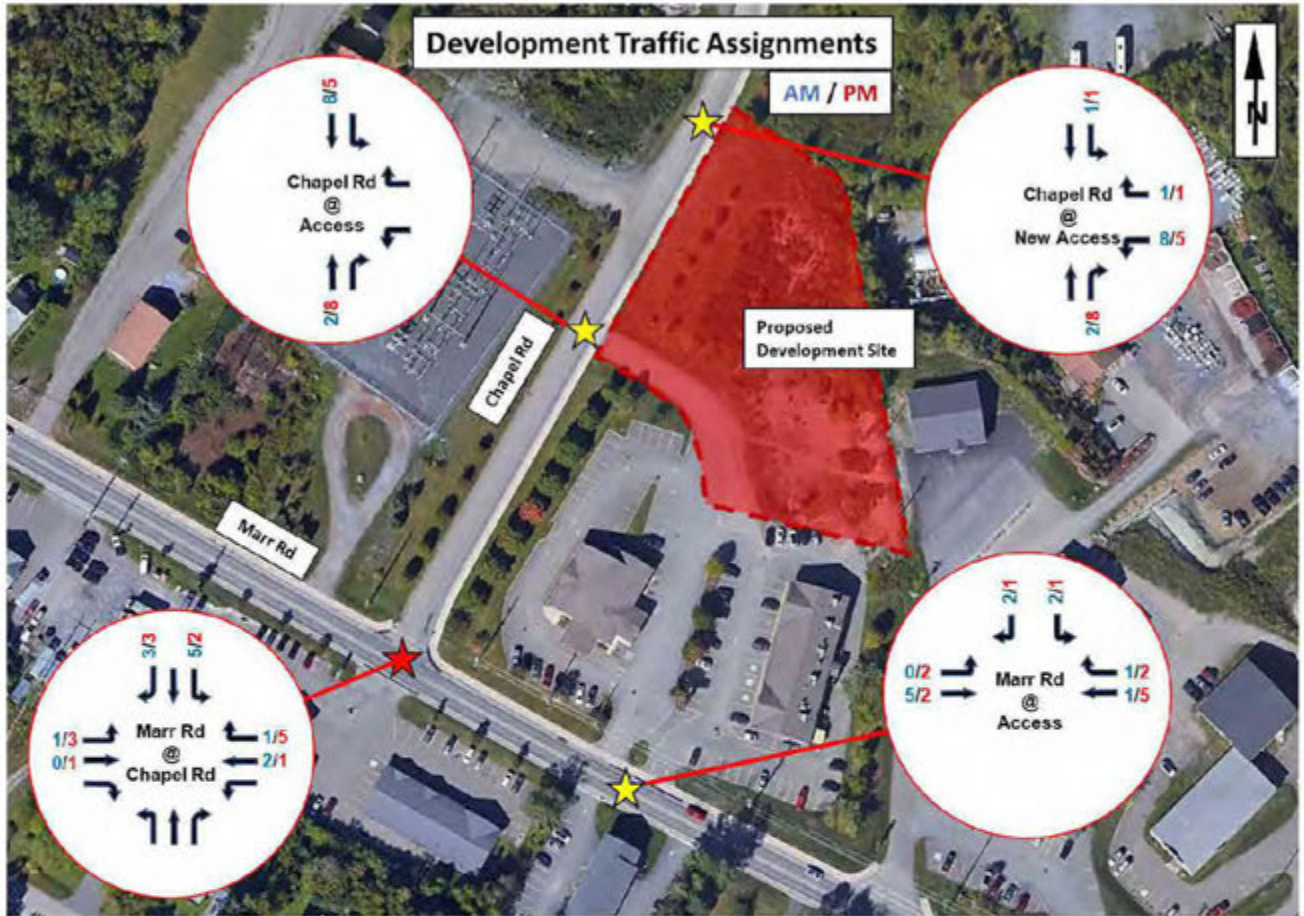 Development Traffic Assignments
AM / PM
N
8/5
Chapel Rd
@
Access
2/8
1/1
Chapel Rd
@
New Access
1/1
8/5
2/8
Proposed
Development Site
Chapel Rd
Marr Rd
3/3
5/2
1/3
0/1
Marr Rd
@
Chapel Rd
1/5
2/1
2/1
2/1
0/2
5/2
Marr Rd
@
Access
1/2
1/5